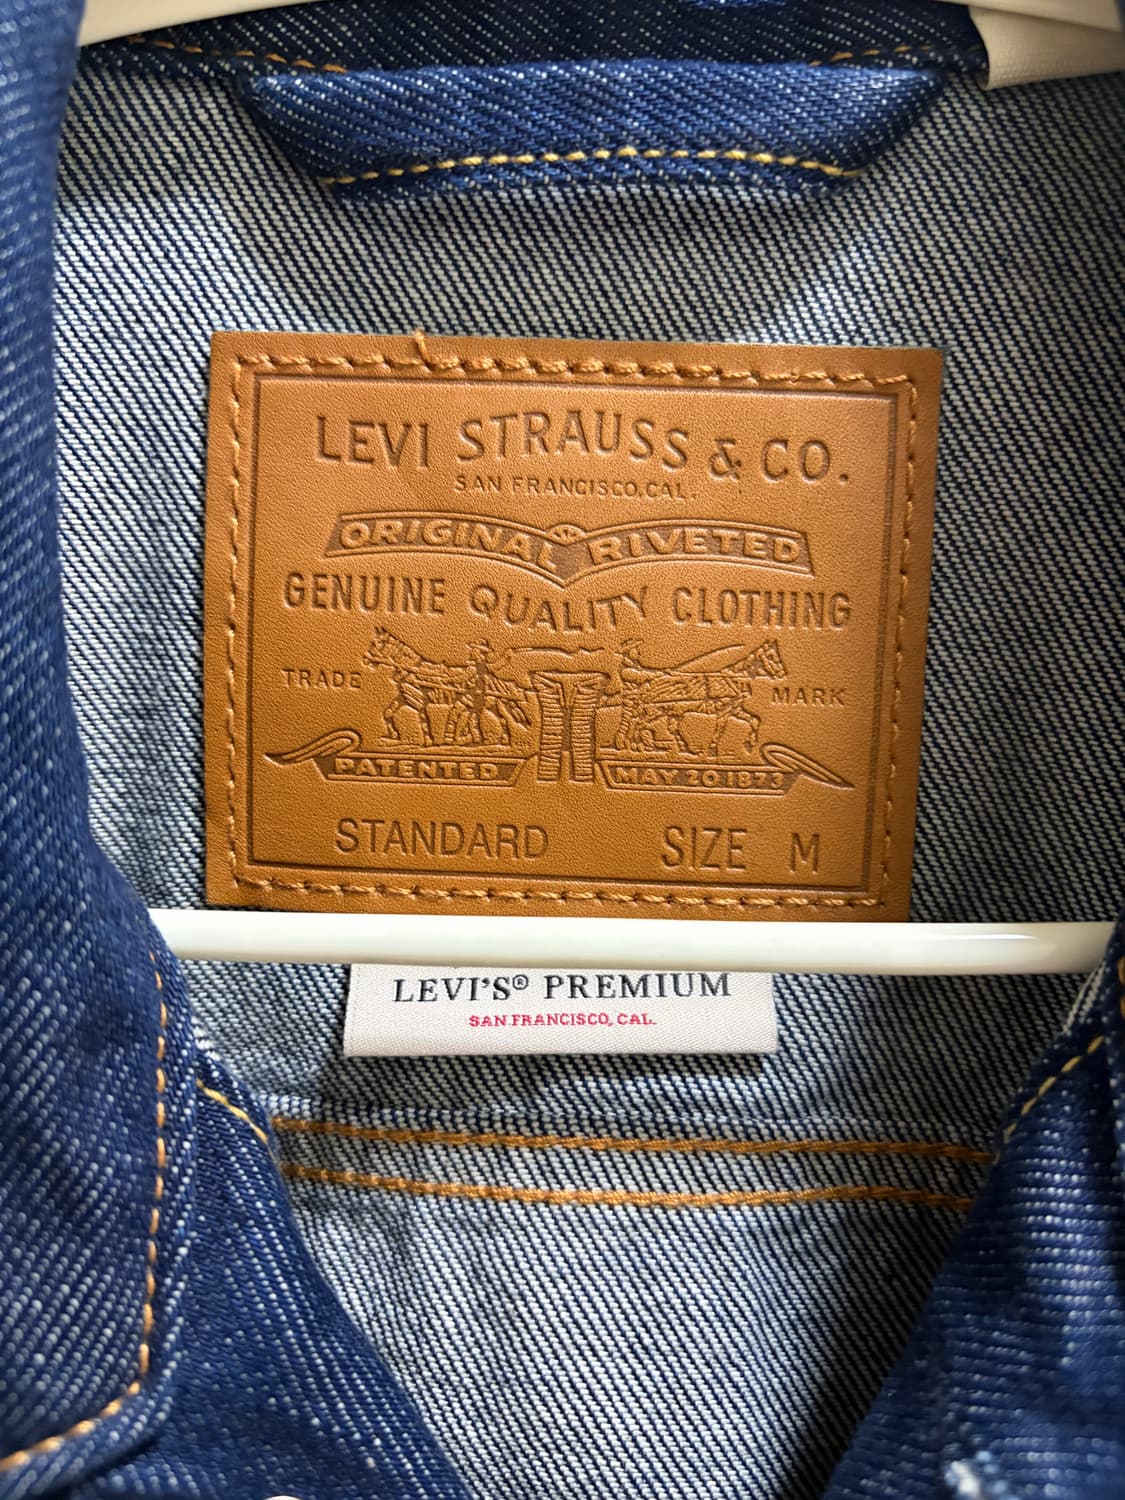 LEVI STRAUSS & CO.
SAN FRANCISCO, CAL.
ORIGINAL RIVETED
GENUINE QUALITY CLOTHING
TRADE MARK
PATENTED MAY 20 1873
STANDARD SIZE M
LEVI'S® PREMIUM
SAN FRANCISCO, CAL.